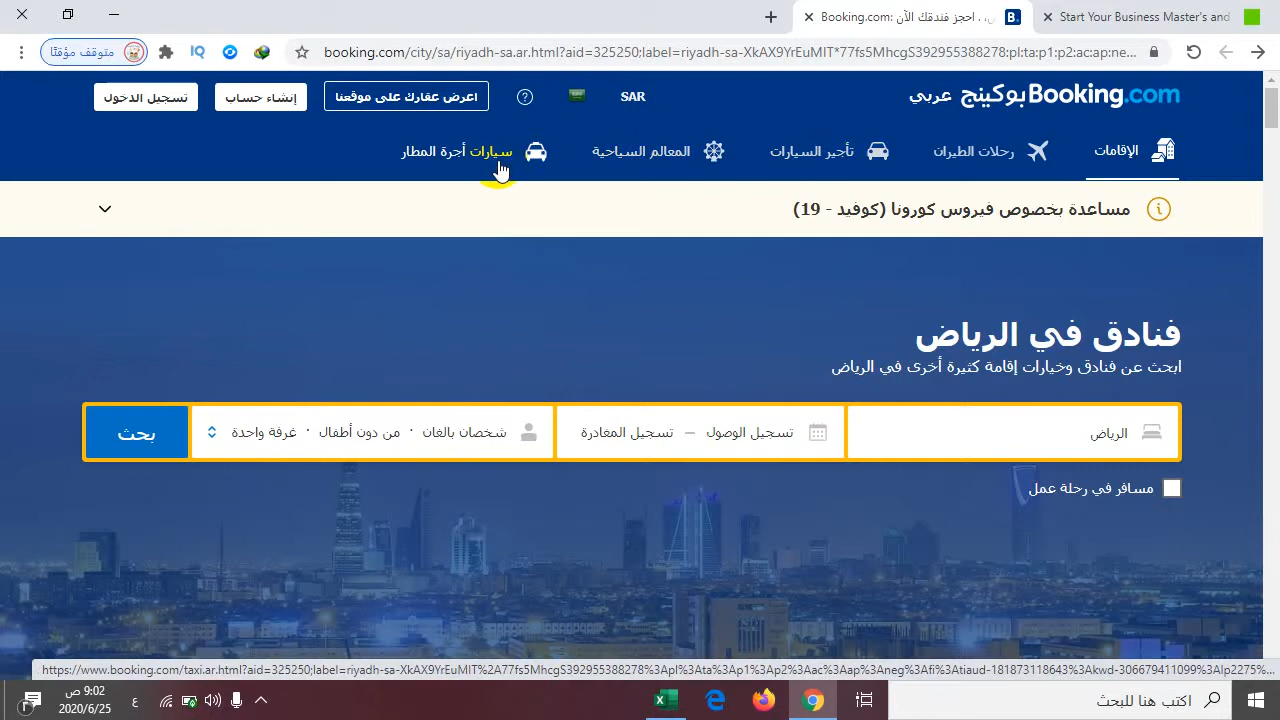 Booking.com: ‎احجز فندقك الآن. ، .س
Start Your Business Master's and
متوقف مؤقتًا
booking.com/city/sa/riyadh-sa.ar.html?aid=325250;label=riyadh-sa-XkAX9YrEuMIT77fs5MhcgS392955388278:pl:ta:p1:p2:ac:ap:ne...
Booking.com بوكينج عربي
SAR
?
اعرض عقارك على موقعنا
إنشاء حساب
تسجيل الدخول
الإقامات
رحلات الطيران
تأجير السيارات
المعالم السياحية
سيارات أجرة المطار
مساعدة بخصوص فيروس كورونا (كوفيد - 19)
فنادق في الرياض
ابحث عن فنادق وخيارات إقامة كثيرة أخرى في الرياض
الرياض
تسجيل الوصول — تسجيل المغادرة
شخصان بالغان · من دون أطفال · غرفة واحدة
بحث
مسافر في رحلة عمل
https://www.booking.com/taxi.ar.html?aid=325250;label=riyadh-sa-XkAX9YrEuMIT%2A77fs5MhcgS392955388278%3Apl%3Ata%3Ap1%3Ap2%3Aac%3Aap%3Aneg%3Afi%3Atiaud-181873118643%3Akwd-306679411099%3Alp2275%...
اكتب هنا للبحث
ع
9:02 ص
2020/6/25